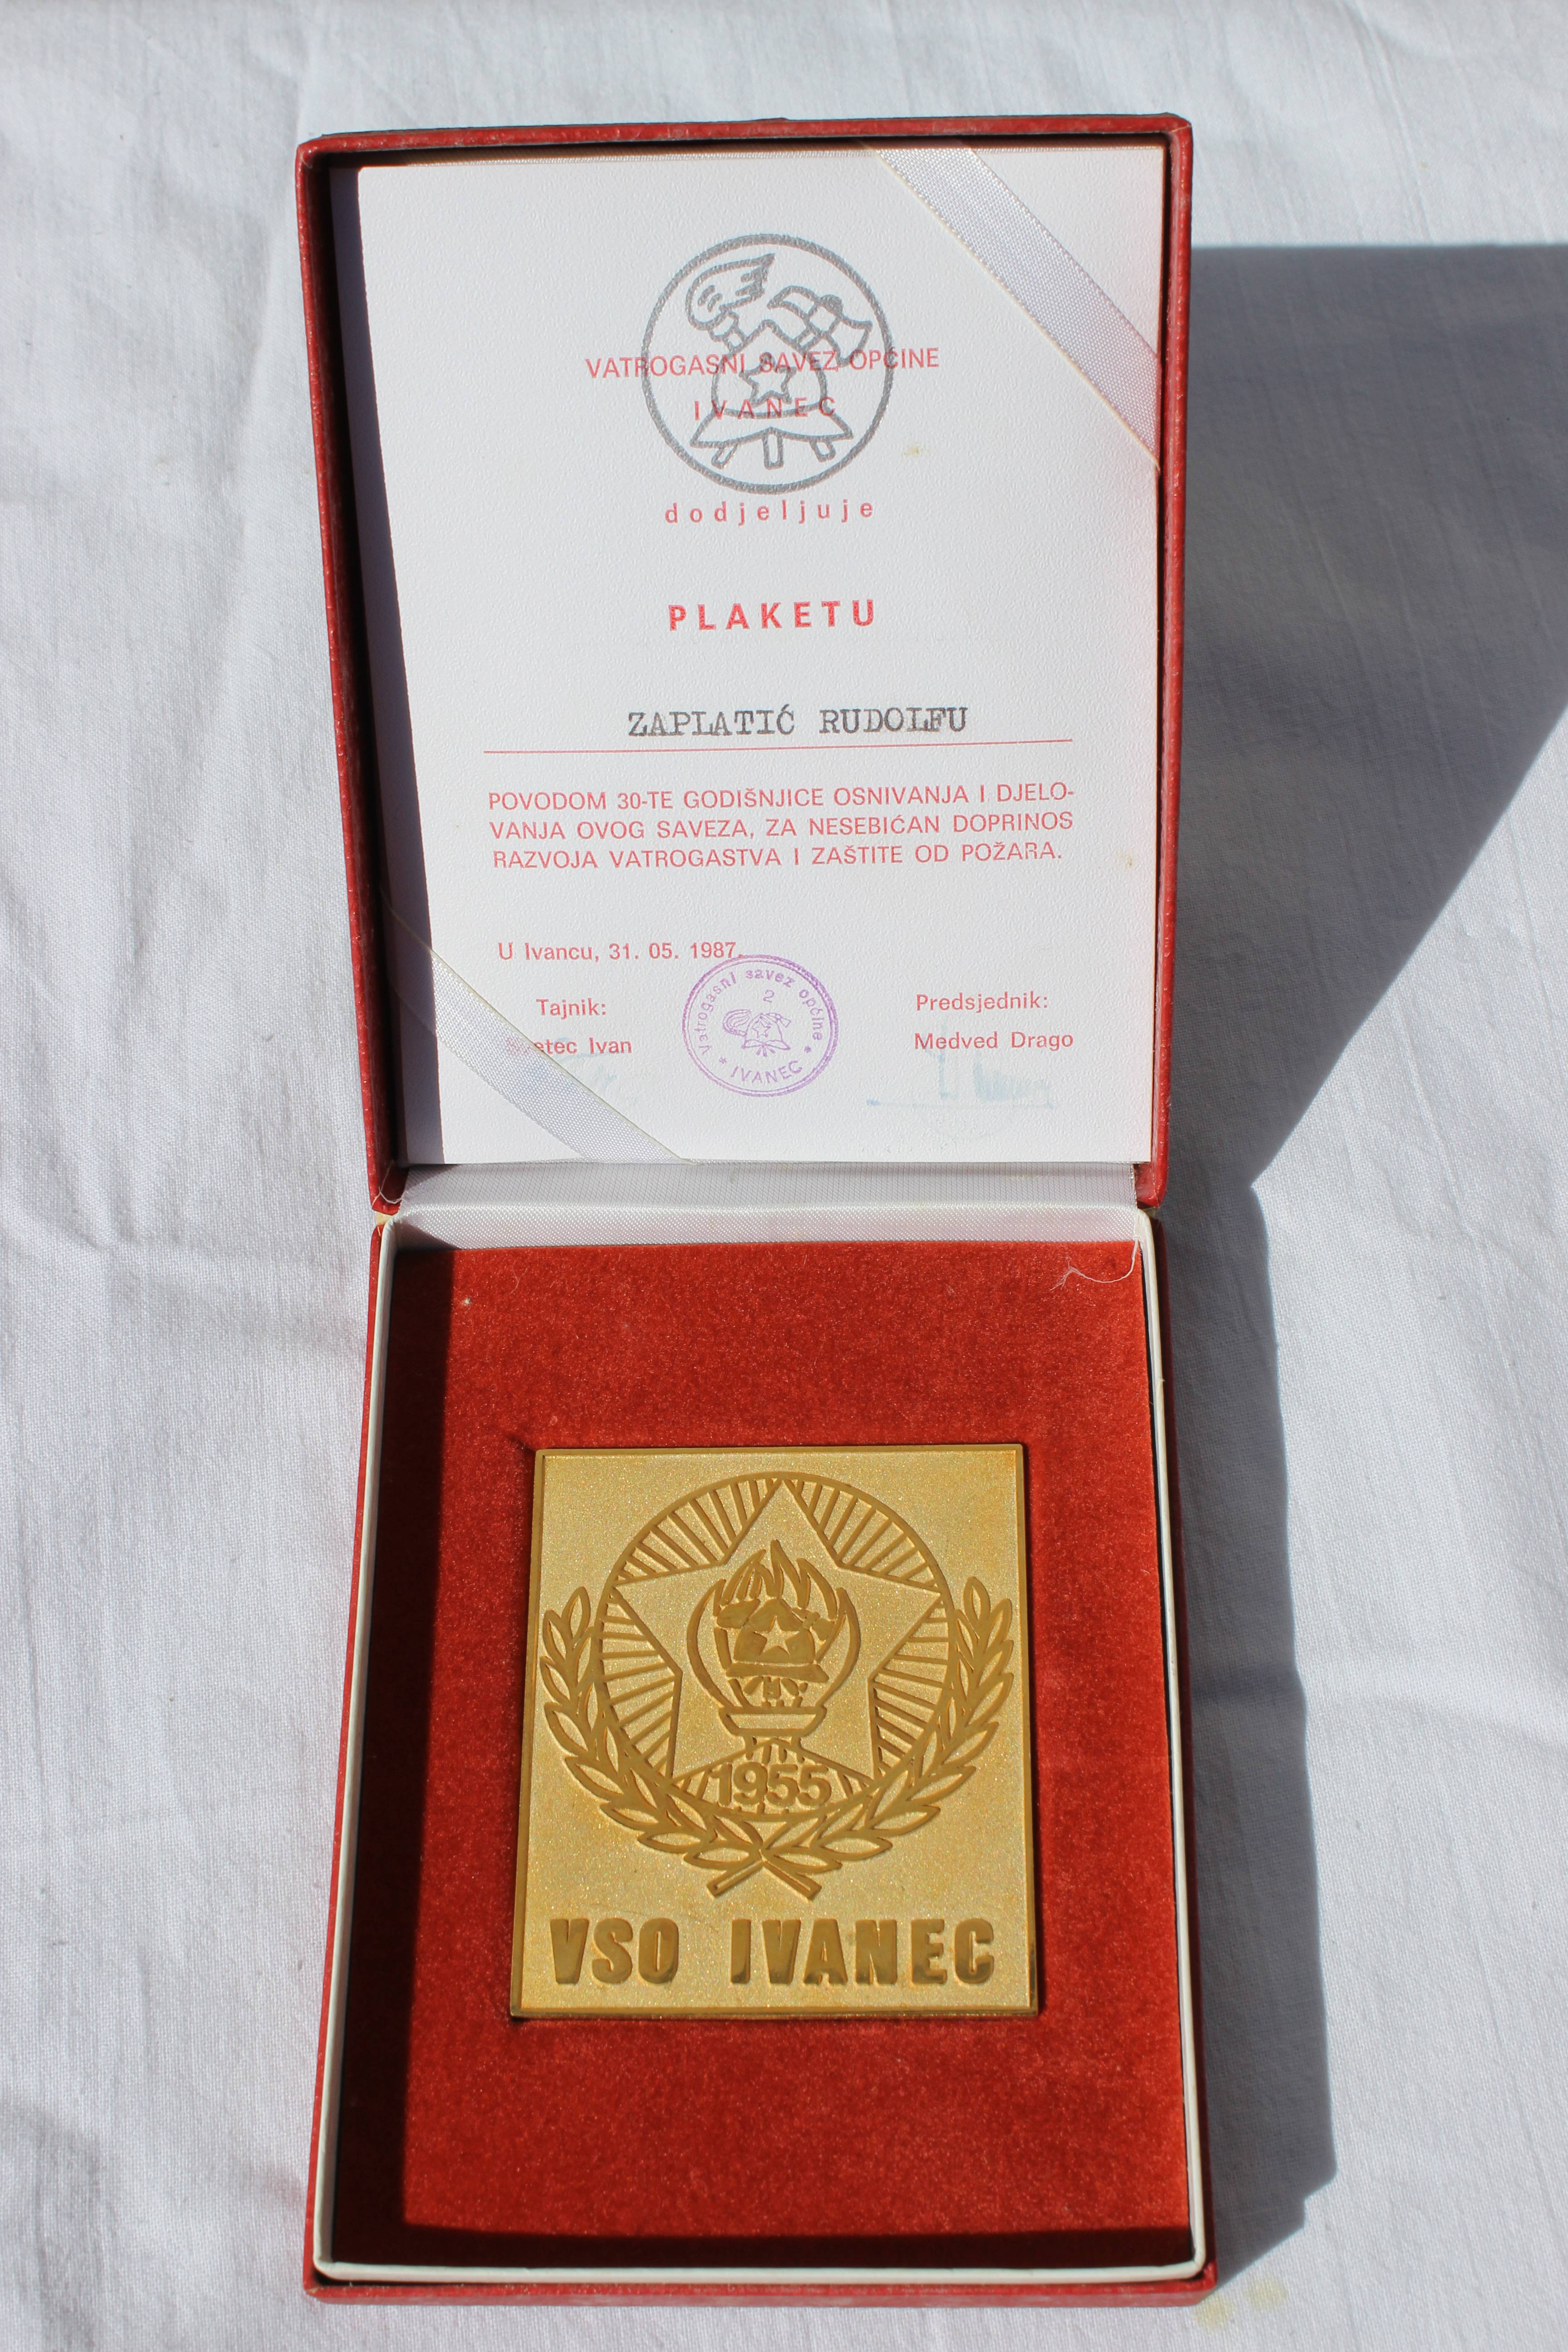 VATROGASNI SAVEZ OPĆINE
IVANEC
dodjeljuje
PLAKETU
ZAPLATIĆ RUDOLFU
POVODOM 30-TE GODIŠNJICE OSNIVANJA I DJELO-
VANJA OVOG SAVEZA, ZA NESEBIĆAN DOPRINOS
RAZVOJA VATROGASTVA I ZAŠTITE OD POŽARA.
U Ivancu, 31. 05. 1987.
Tajnik:
Ivan
Predsjednik:
Medved Drago
Vatrogasni savez općine
2
* IVANEC *
1955
VSO IVANEC